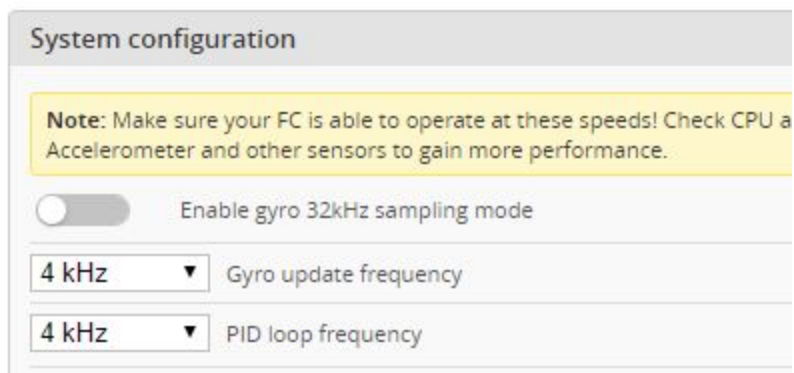 System configuration
Note: Make sure your FC is able to operate at these speeds! Check CPU a
Accelerometer and other sensors to gain more performance.
Enable gyro 32kHz sampling mode
4 kHz Gyro update frequency
4 kHz PID loop frequency